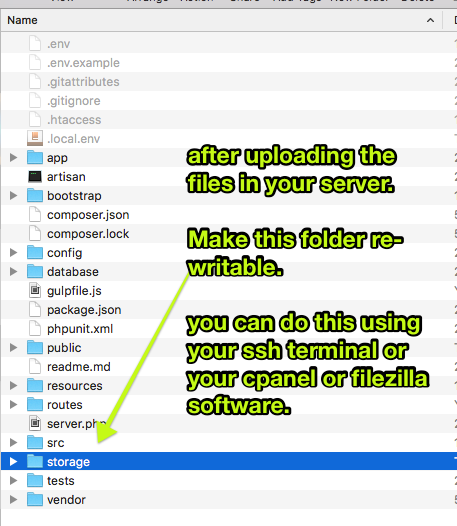 Name
.env
.env.example
.gitattributes
.gitignore
.htaccess
.local.env
app
artisan
bootstrap
composer.json
composer.lock
config
database
gulpfile.js
package.json
phpunit.xml
public
readme.md
resources
routes
server.php
src
storage
tests
vendor
after uploading the
files in your server.
Make this folder re-
writable.
you can do this using
your ssh terminal or
your cpanel or filezilla
software.